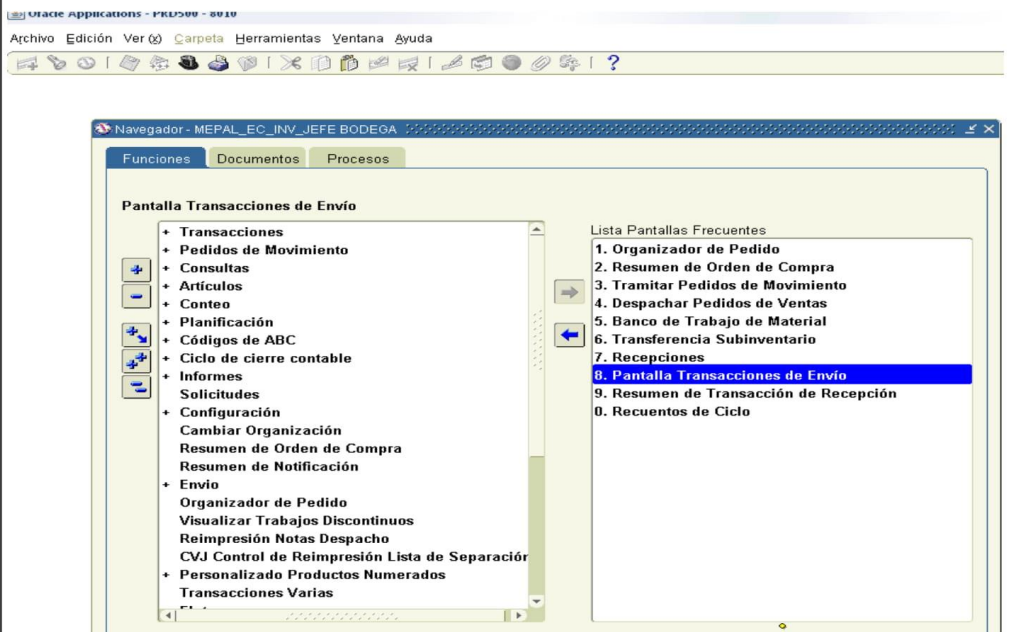 Oracle Applications - PRD500 - 8010
Archivo Edición Ver(x) Carpeta Herramientas Ventana Ayuda
Navegador - MEPAL_EC_INV_JEFE BODEGA
Funciones Documentos Procesos
Pantalla Transacciones de Envío
+ Transacciones
+ Pedidos de Movimiento
+ Consultas
+ Artículos
+ Conteo
+ Planificación
+ Códigos de ABC
+ Ciclo de cierre contable
+ Informes
Solicitudes
+ Configuración
Cambiar Organización
Resumen de Orden de Compra
Resumen de Notificación
+ Envio
Organizador de Pedido
Visualizar Trabajos Discontinuos
Reimpresión Notas Despacho
CVJ Control de Reimpresión Lista de Separación
+ Personalizado Productos Numerados
Transacciones Varias
Lista Pantallas Frecuentes
1. Organizador de Pedido
2. Resumen de Orden de Compra
3. Tramitar Pedidos de Movimiento
4. Despachar Pedidos de Ventas
5. Banco de Trabajo de Material
6. Transferencia Subinventario
7. Recepciones
8. Pantalla Transacciones de Envío
9. Resumen de Transacción de Recepción
0. Recuentos de Ciclo